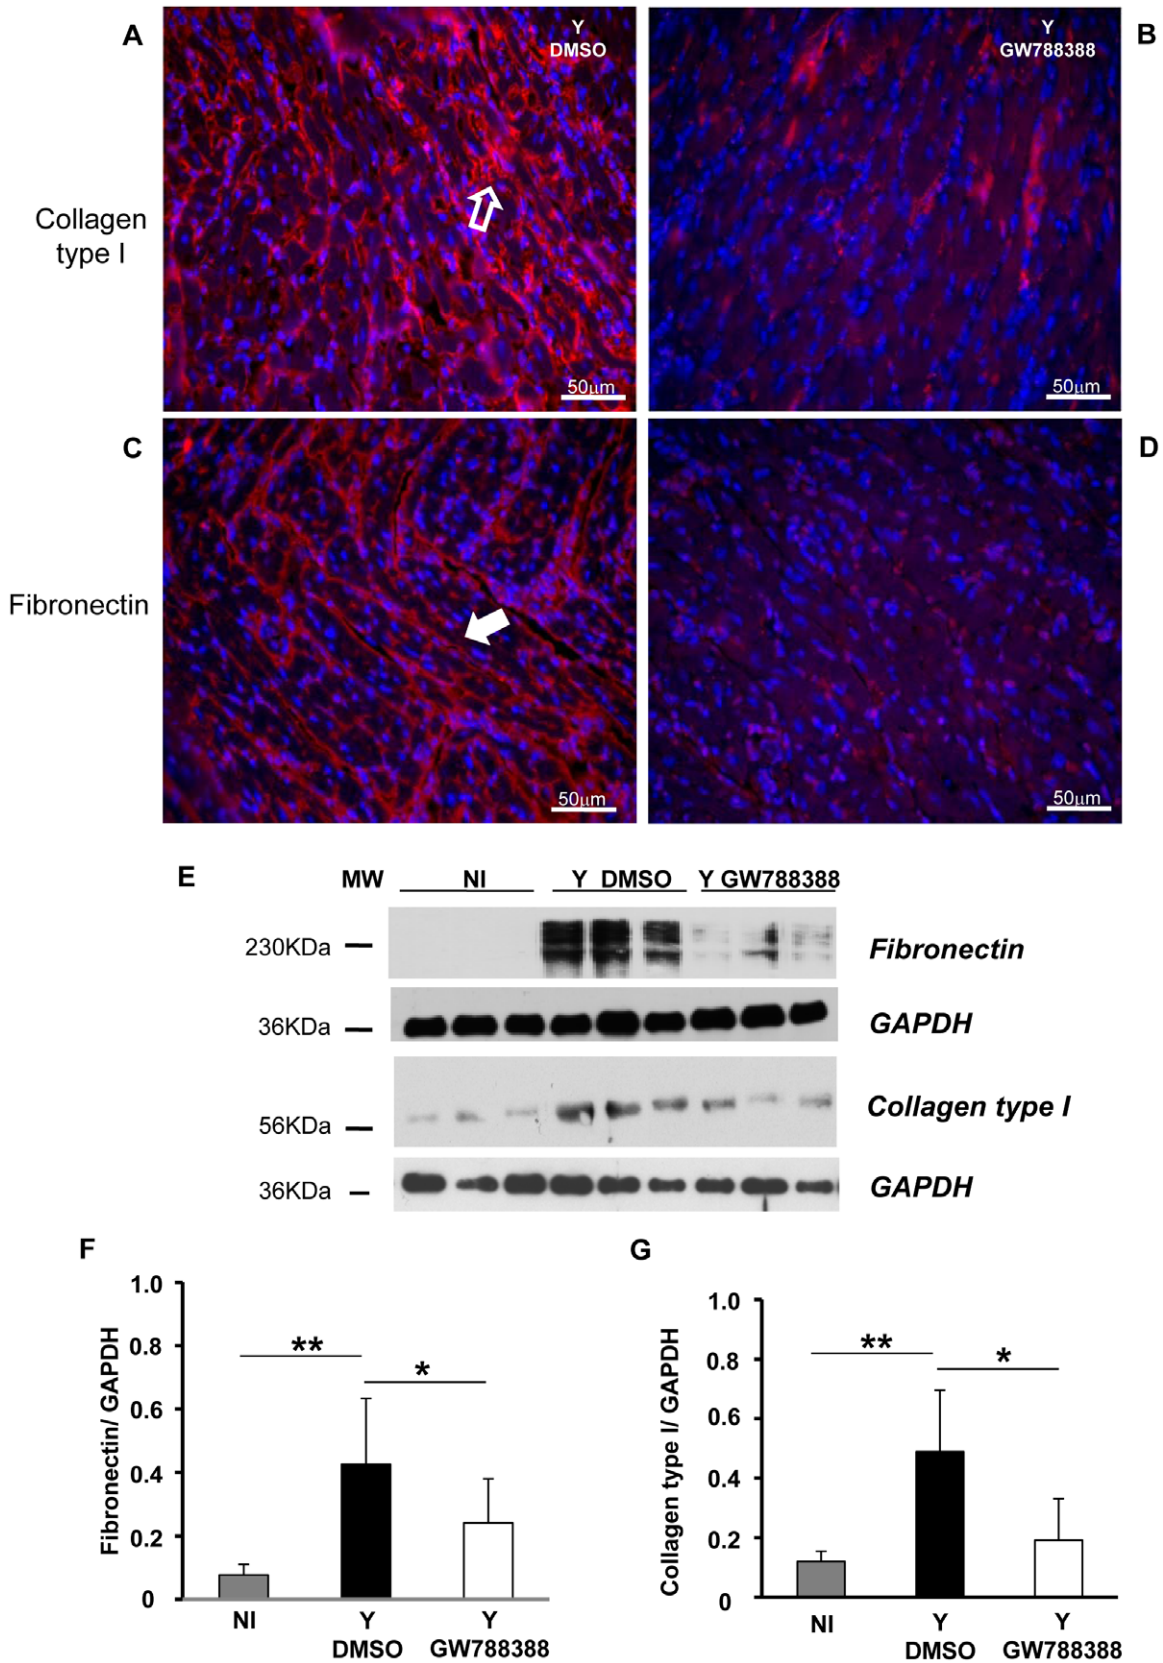 A
Y
DMSO
Y
GW788388
B
Collagen
type I
50μm
50μm
C
D
Fibronectin
50μm
50μm
E
MW
NI
Y DMSO
Y GW788388
230KDa
Fibronectin
36KDa
GAPDH
56KDa
Collagen type I
36KDa
GAPDH
F
Fibronectin/ GAPDH
1.0
0.8
0.6
0.4
0.2
0
**
*
NI
Y
DMSO
Y
GW788388
G
Collagen type I/ GAPDH
1.0
0.8
0.6
0.4
0.2
0
**
*
NI
Y
DMSO
Y
GW788388